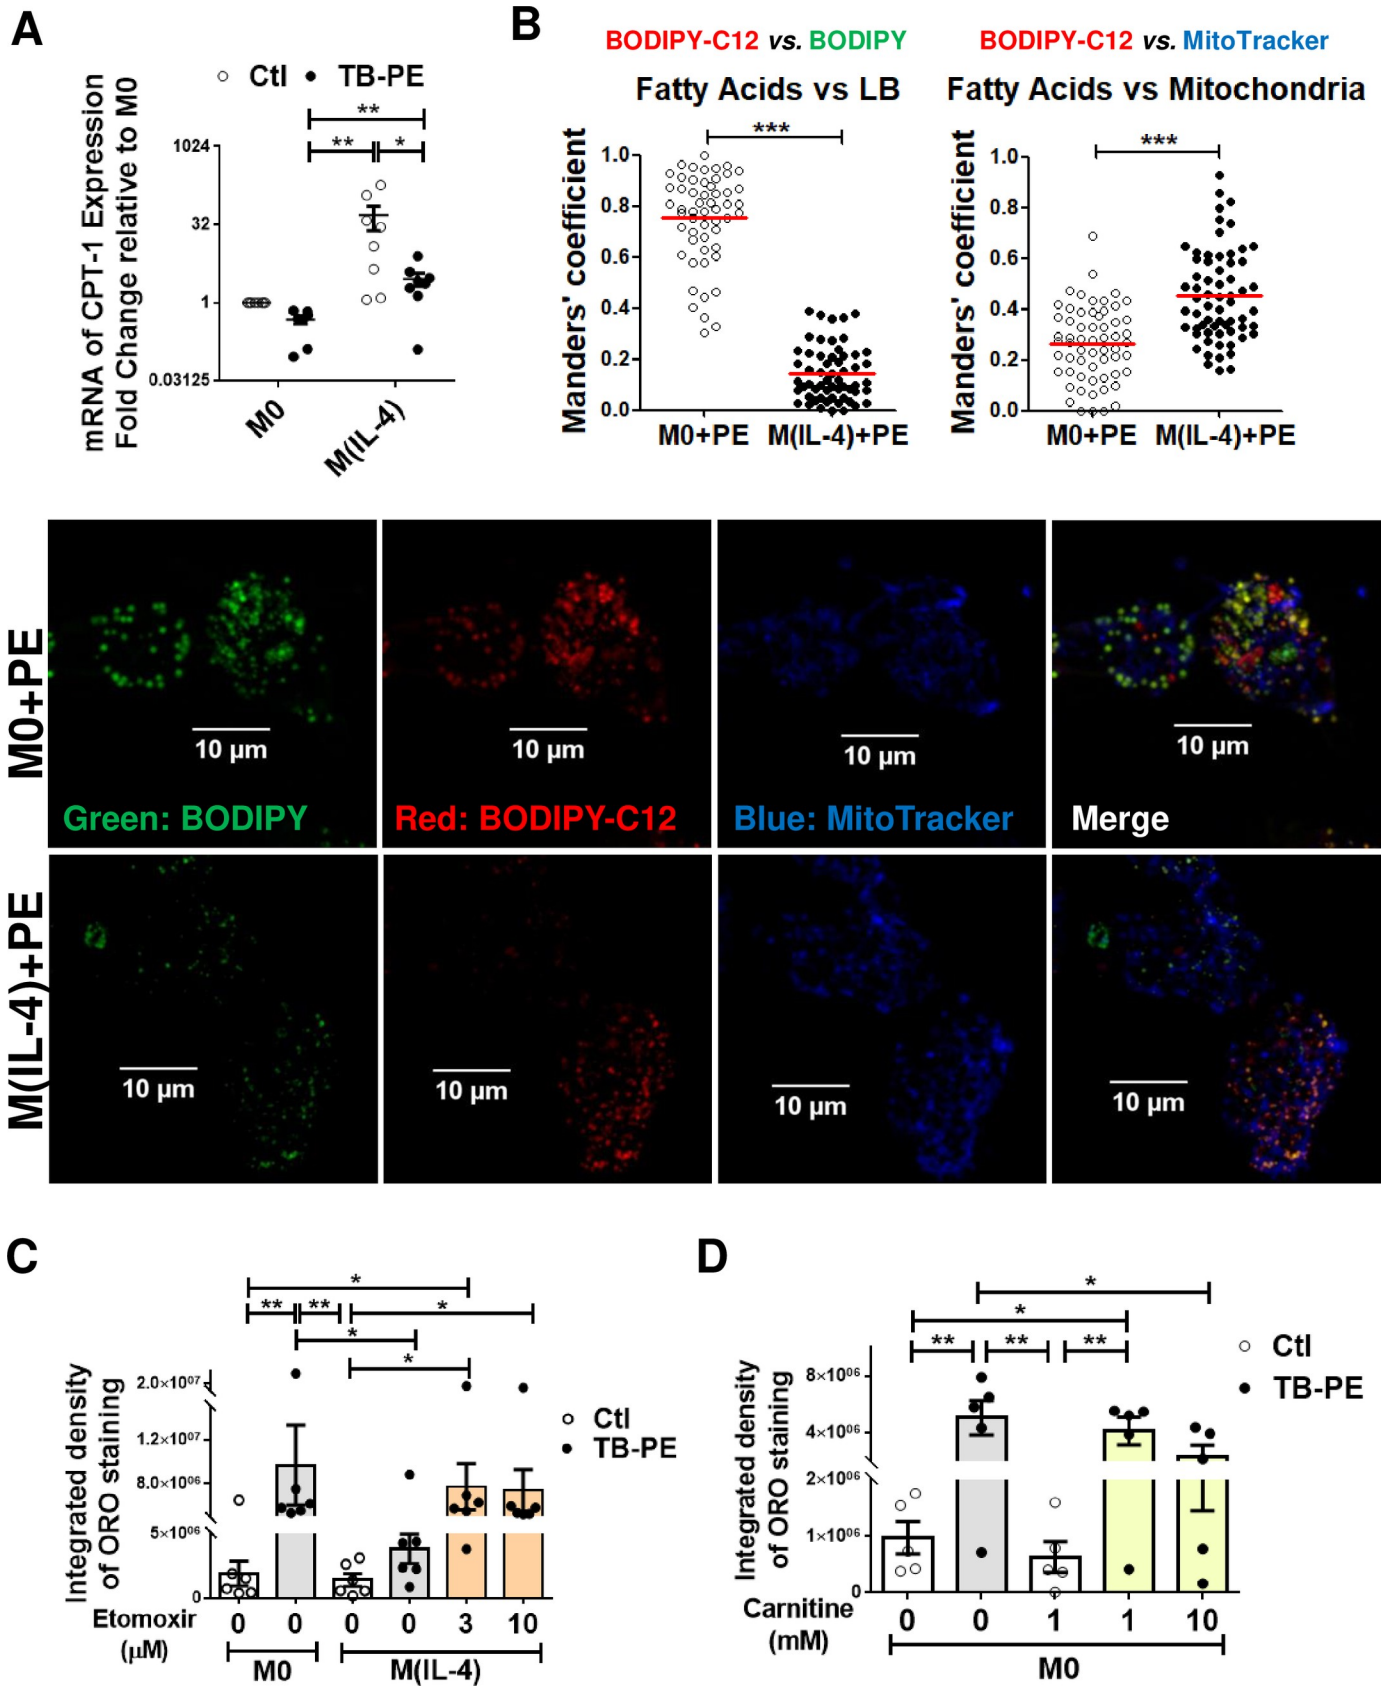 A
Ctl
TB-PE
**
**
*
mRNA of CPT-1 Expression
Fold Change relative to M0
1024
32
1
0.03125
M0
M(IL-4)
B
BODIPY-C12 vs. BODIPY
Fatty Acids vs LB
***
Manders' coefficient
1.0
0.8
0.6
0.4
0.2
0.0
M0+PE
M(IL-4)+PE
BODIPY-C12 vs. MitoTracker
Fatty Acids vs Mitochondria
***
Manders' coefficient
1.0
0.8
0.6
0.4
0.2
0.0
M0+PE
M(IL-4)+PE
M0+PE
10 µm
10 µm
10 µm
10 µm
Green: BODIPY
Red: BODIPY-C12
Blue: MitoTracker
Merge
M(IL-4)+PE
10 µm
10 µm
10 µm
10 µm
C
*
**
**
*
*
*
Integrated density
of ORO staining
2.0×10⁰⁷
1.2×10⁰⁷
8.0×10⁰⁶
5×10⁰⁶
0
Ctl
TB-PE
Etomoxir
(µM)
0
0
0
0
3
10
M0
M(IL-4)
D
*
*
**
**
**
Integrated density
of ORO staining
8×10⁰⁶
4×10⁰⁶
2×10⁰⁶
1×10⁰⁶
0
Ctl
TB-PE
Carnitine
(mM)
0
0
1
1
10
M0